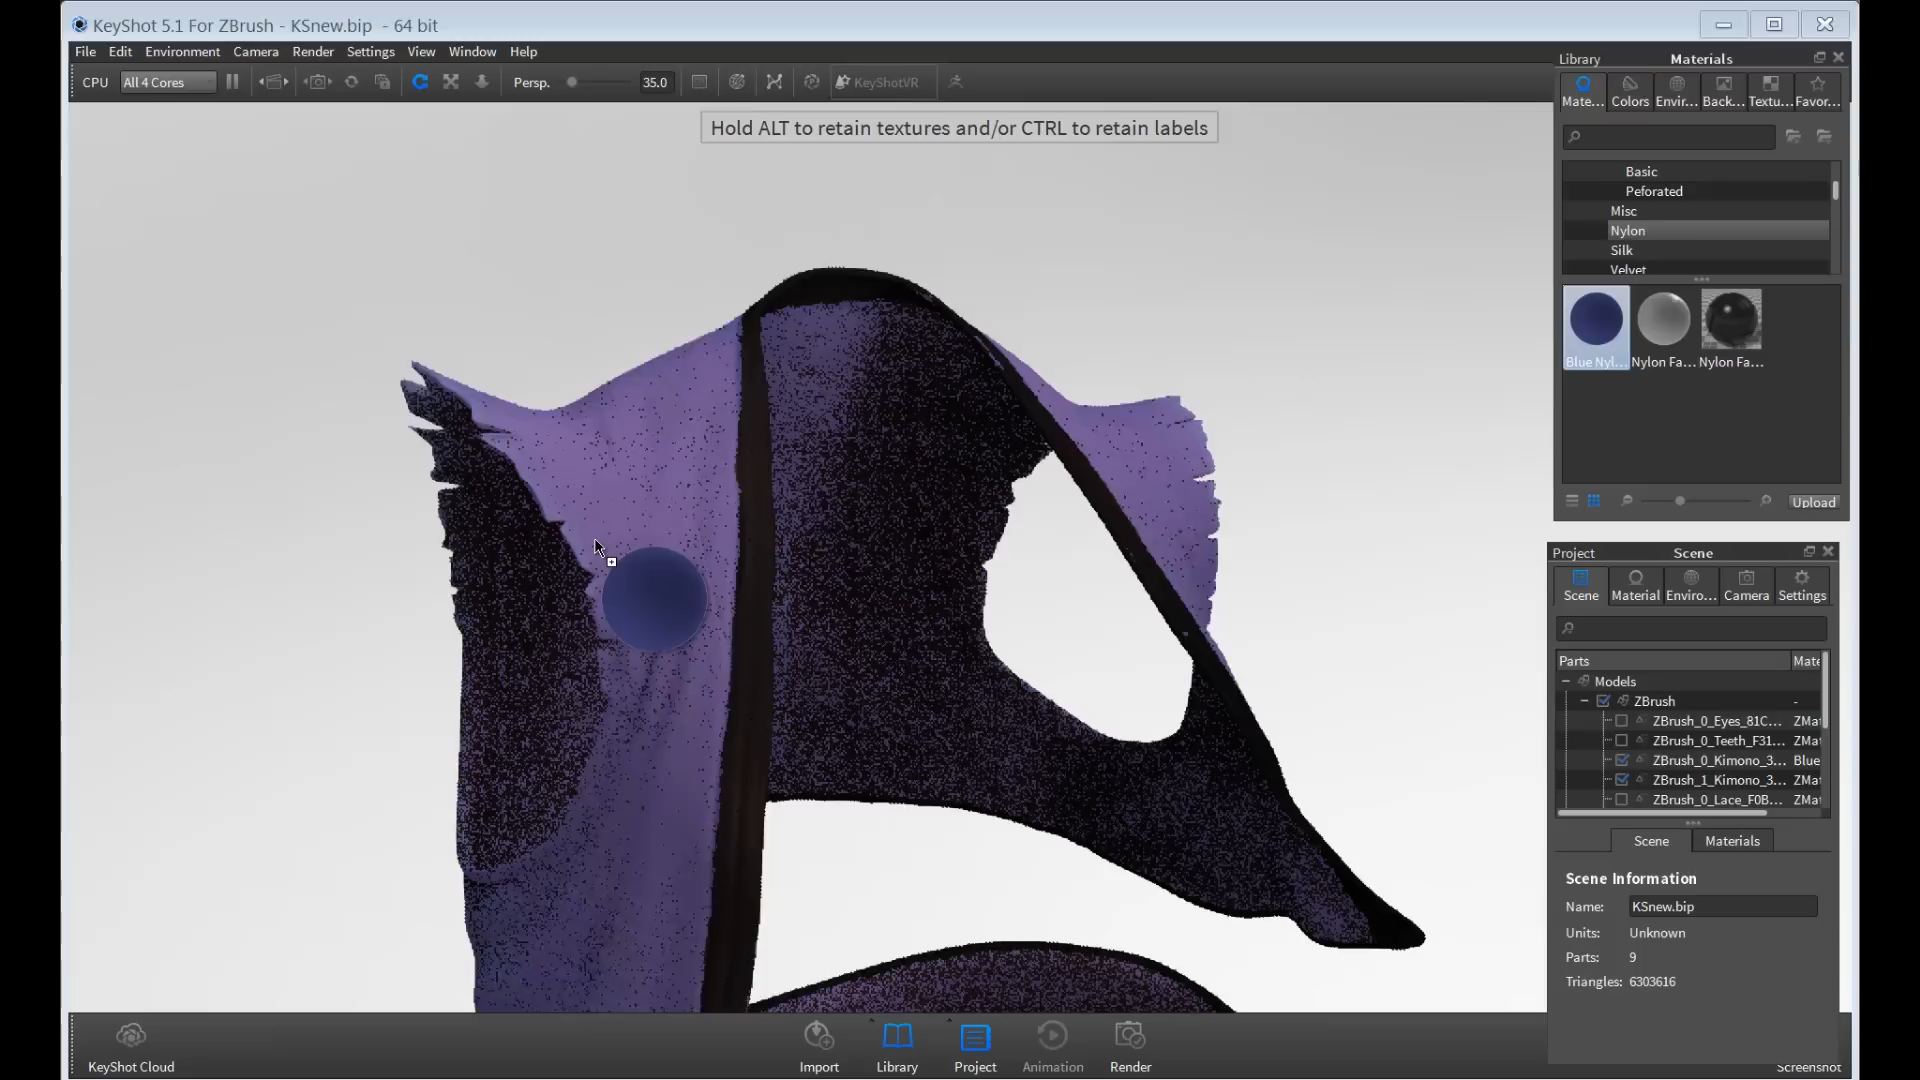 KeyShot 5.1 For ZBrush - KSnew.bip - 64 bit
File Edit Environment Camera Render Settings View Window Help
CPU All 4 Cores Persp. 35.0 KeyShotVR
Hold ALT to retain textures and/or CTRL to retain labels
Library Materials
Mate... Colors Envir... Back... Textu... Favor...
Basic
Peforated
Misc
Nylon
Silk
Velvet
Blue Nyl... Nylon Fa... Nylon Fa...
Upload
Project Scene
Scene Material Enviro... Camera Settings
Parts Mate
Models
ZBrush -
ZBrush_0_Eyes_81C... ZMat
ZBrush_0_Teeth_F31... ZMat
ZBrush_0_Kimono_3... Blue
ZBrush_1_Kimono_3... ZMat
ZBrush_0_Lace_F0B... ZMat
Scene Materials
Scene Information
Name: KSnew.bip
Units: Unknown
Parts: 9
Triangles: 6303616
KeyShot Cloud Import Library Project Animation Render Screenshot